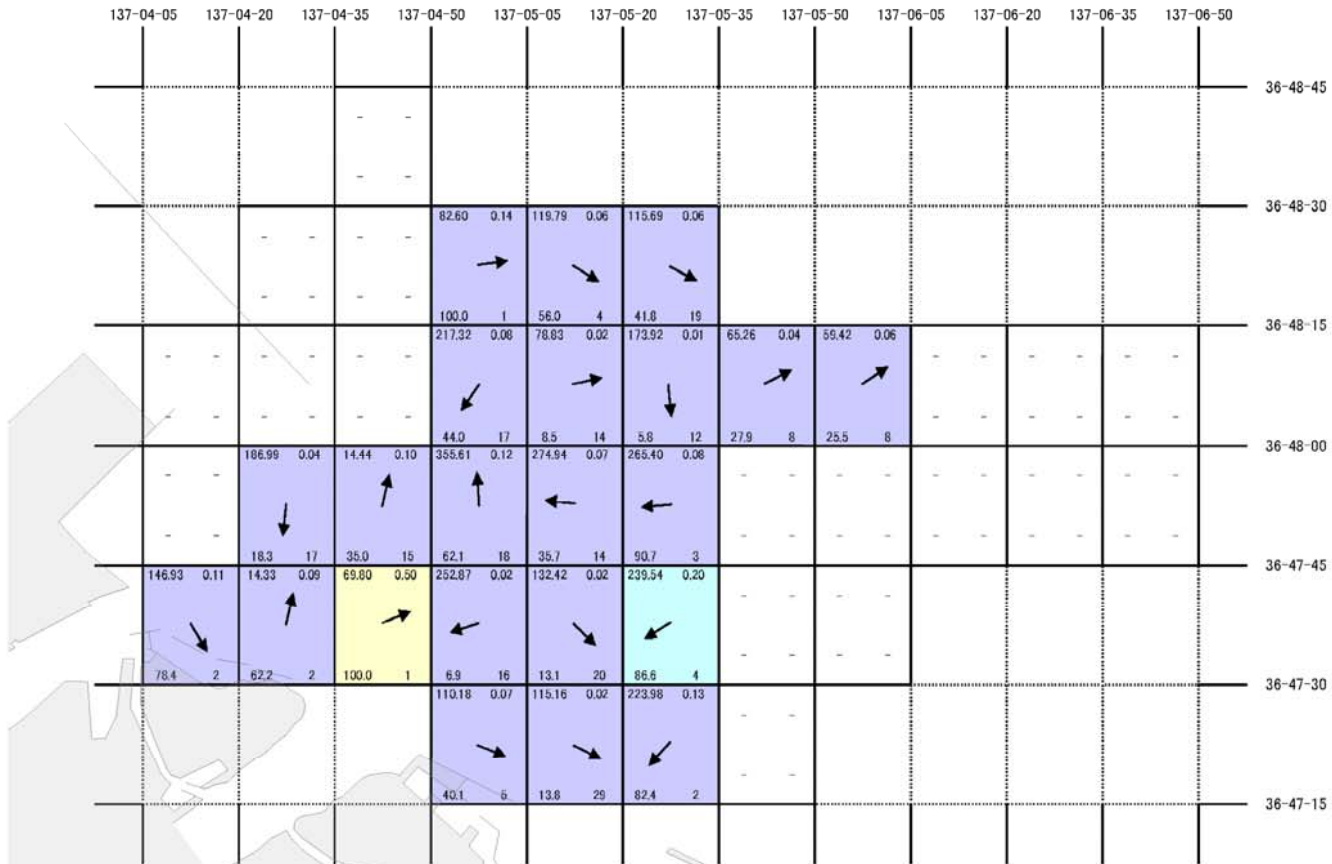 137-04-05 137-04-20 137-04-35 137-04-50 137-05-05 137-05-20 137-05-35 137-05-50 137-06-05 137-06-20 137-06-35 137-06-50
36-48-45
- -
- -
36-48-30
82.60 0.14 119.79 0.06 115.69 0.06
- - - -
- - - -
100.0 1 56.0 4 41.8 19
36-48-15
217.32 0.08 78.83 0.02 173.92 0.01 65.26 0.04 59.42 0.06
- - - - - - - - - - - -
- - - - - - - - - - - -
44.0 17 8.5 14 5.8 12 27.9 8 25.5 8
36-48-00
186.99 0.04 14.44 0.10 355.61 0.12 274.94 0.07 265.40 0.08
- - - - - - - - - - - -
- - - - - - - - - - - -
18.3 17 35.0 15 62.1 18 35.7 14 90.7 3
36-47-45
146.93 0.11 14.33 0.09 69.80 0.50 252.87 0.02 132.42 0.02 239.54 0.20
- - - -
- - - -
78.4 2 62.2 2 100.0 1 6.9 16 13.1 20 86.6 4
36-47-30
110.18 0.07 115.16 0.02 223.98 0.13
- -
- -
40.1 5 13.8 29 82.4 2
36-47-15